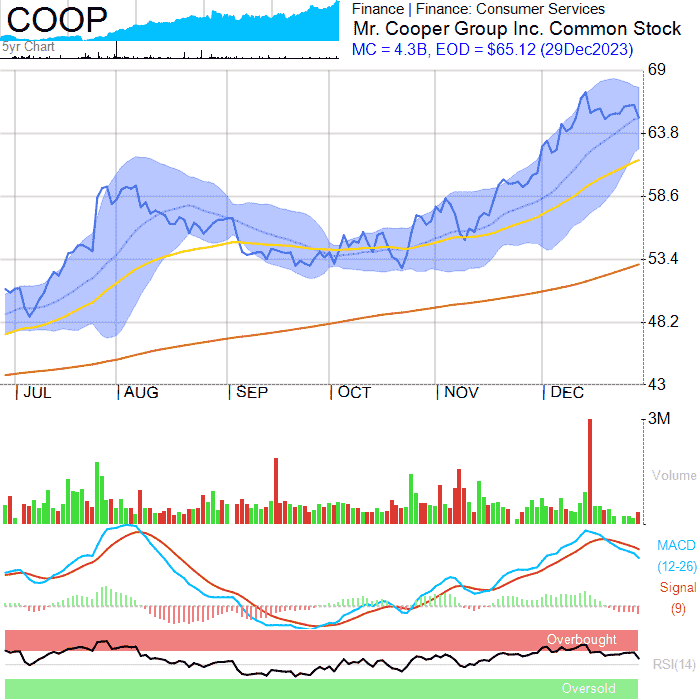 COOP
5yr Chart
Finance | Finance: Consumer Services
Mr. Cooper Group Inc. Common Stock
MC = 4.3B, EOD = $65.12 (29Dec2023)
69
63.8
58.6
53.4
48.2
43
JUL AUG SEP OCT NOV DEC
3M
Volume
MACD
(12-26)
Signal
(9)
Overbought
RSI(14)
Oversold